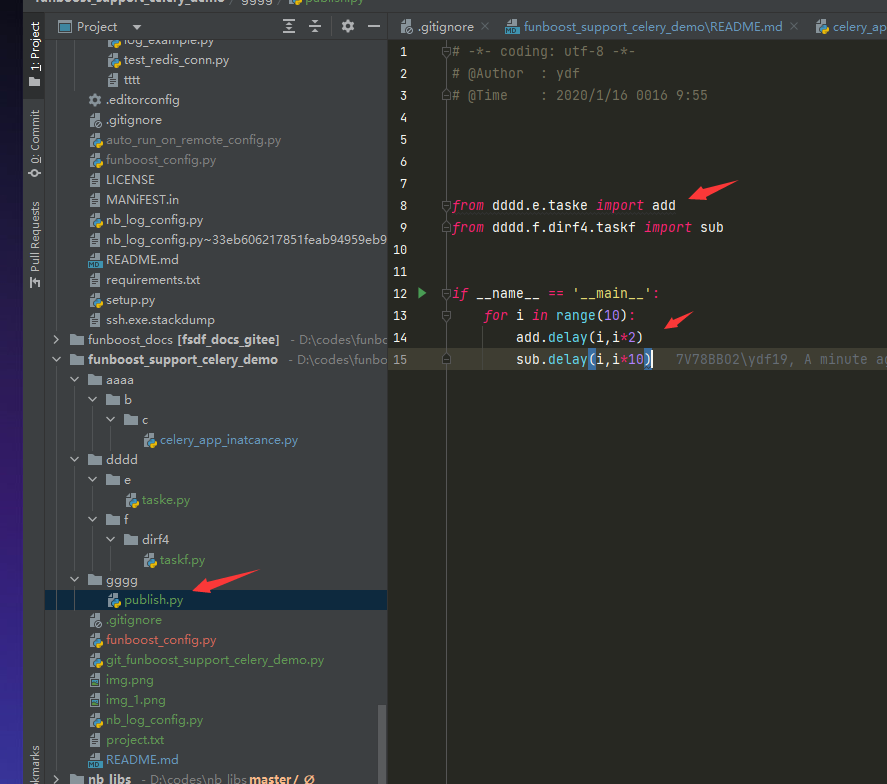 funboost_support_celery_demo gggg publish.py
Project
.gitignore funboost_support_celery_demo\README.md celery_ap
1: Project
0: Commit
Pull Requests
kmarks
log_example.py
test_redis_conn.py
tttt
.editorconfig
.gitignore
auto_run_on_remote_config.py
funboost_config.py
LICENSE
MANiFEST.in
nb_log_config.py
nb_log_config.py~33eb606217851feab94959eb9
README.md
requirements.txt
setup.py
ssh.exe.stackdump
funboost_docs [fsdf_docs_gitee] - D:\codes\funbo
funboost_support_celery_demo - D:\codes\funbo
aaaa
b
c
celery_app_inatcance.py
dddd
e
taske.py
f
dirf4
taskf.py
gggg
publish.py
.gitignore
funboost_config.py
git_funboost_support_celery_demo.py
img.png
img_1.png
nb_log_config.py
project.txt
README.md
nb_libs - D:\codes\nb_libs master / Ø
1 # -*- coding: utf-8 -*-
2 # @Author : ydf
3 # @Time : 2020/1/16 0016 9:55
4
5
6
7
8 from dddd.e.taske import add
9 from dddd.f.dirf4.taskf import sub
10
11
12 if __name__ == '__main__':
13 for i in range(10):
14 add.delay(i,i*2)
15 sub.delay(i,i*10) 7V78BBO2\ydf19, A minute ag